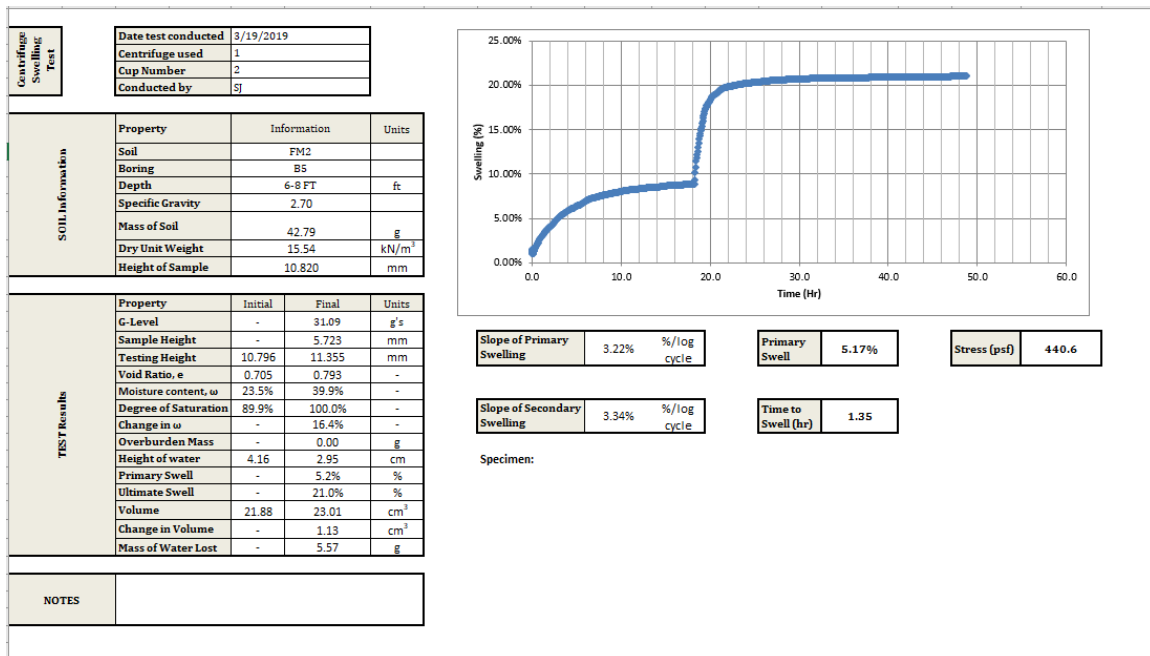 Centrifuge
Swelling
Test
Date test conducted 3/19/2019
Centrifuge used 1
Cup Number 2
Conducted by SJ
SOIL Information
Property Information Units
Soil FM2
Boring B5
Depth 6-8 FT ft
Specific Gravity 2.70
Mass of Soil 42.79 g
Dry Unit Weight 15.54 kN/m³
Height of Sample 10.820 mm
TEST Results
Property Initial Final Units
G-Level - 31.09 g's
Sample Height - 5.723 mm
Testing Height 10.796 11.355 mm
Void Ratio, e 0.705 0.793 -
Moisture content, ω 23.5% 39.9% -
Degree of Saturation 89.9% 100.0% -
Change in ω - 16.4% -
Overburden Mass - 0.00 g
Height of water 4.16 2.95 cm
Primary Swell - 5.2% %
Ultimate Swell - 21.0% %
Volume 21.88 23.01 cm³
Change in Volume - 1.13 cm³
Mass of Water Lost - 5.57 g
NOTES
25.00%
20.00%
15.00%
10.00%
5.00%
0.00%
Swelling (%)
0.0 10.0 20.0 30.0 40.0 50.0 60.0
Time (Hr)
Slope of Primary
Swelling
3.22%
%/log
cycle
Primary
Swell
5.17%
Stress (psf) 440.6
Slope of Secondary
Swelling
3.34%
%/log
cycle
Time to
Swell (hr)
1.35
Specimen: